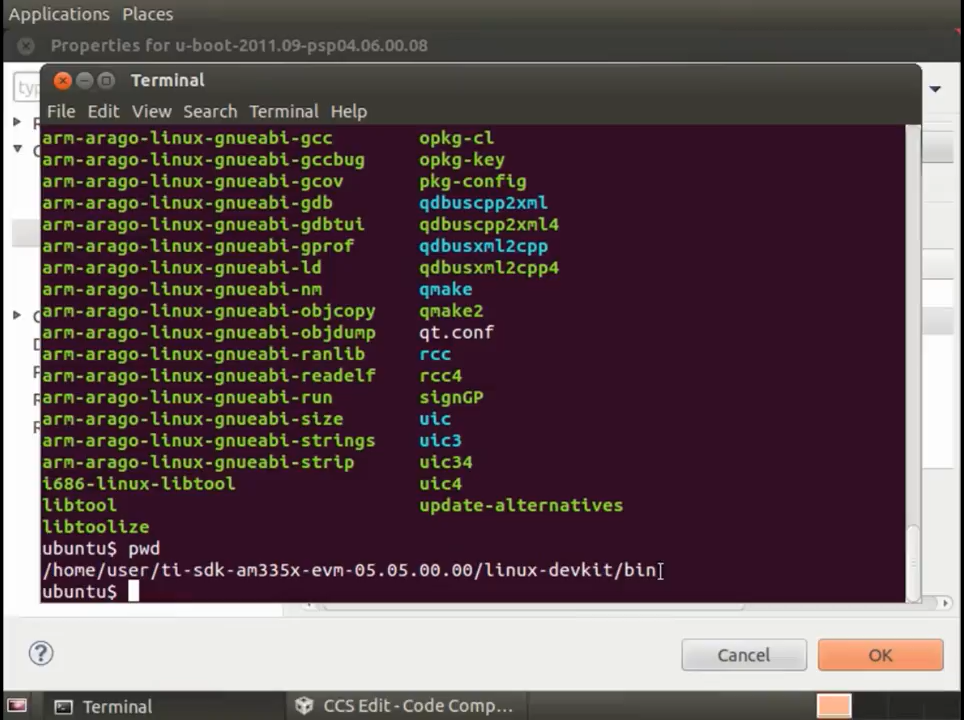 Applications Places
Properties for u-boot-2011.09-psp04.06.00.08
Terminal
File Edit View Search Terminal Help
arm-arago-linux-gnueabi-gcc opkg-cl
arm-arago-linux-gnueabi-gccbug opkg-key
arm-arago-linux-gnueabi-gcov pkg-config
arm-arago-linux-gnueabi-gdb qdbuscpp2xml
arm-arago-linux-gnueabi-gdbtui qdbuscpp2xml4
arm-arago-linux-gnueabi-gprof qdbusxml2cpp
arm-arago-linux-gnueabi-ld qdbusxml2cpp4
arm-arago-linux-gnueabi-nm qmake
arm-arago-linux-gnueabi-objcopy qmake2
arm-arago-linux-gnueabi-objdump qt.conf
arm-arago-linux-gnueabi-ranlib rcc
arm-arago-linux-gnueabi-readelf rcc4
arm-arago-linux-gnueabi-run signGP
arm-arago-linux-gnueabi-size uic
arm-arago-linux-gnueabi-strings uic3
arm-arago-linux-gnueabi-strip uic34
i686-linux-libtool uic4
libtool update-alternatives
libtoolize
ubuntu$ pwd
/home/user/ti-sdk-am335x-evm-05.05.00.00/linux-devkit/bin
ubuntu$
Cancel OK
Terminal CCS Edit - Code Comp...